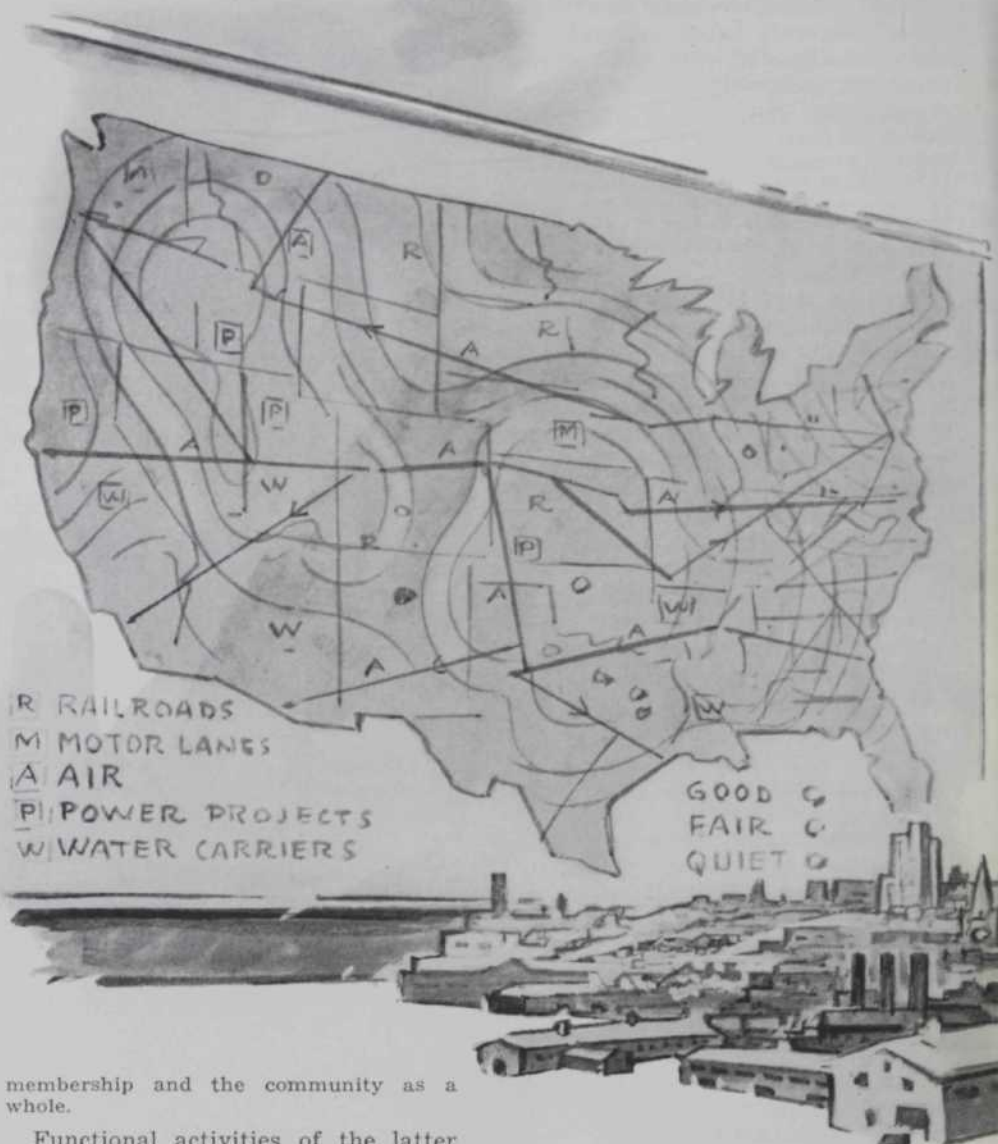 R RAILROADS
M MOTOR LANES
A AIR
P POWER PROJECTS
W WATER CARRIERS
GOOD
FAIR
QUIET
D
A
R
P
R
A
P
P
M
A
A
W
W
R
R
A
P
A
W
A
W
A
W
membership and the community as a
whole.
Functional activities of the latter